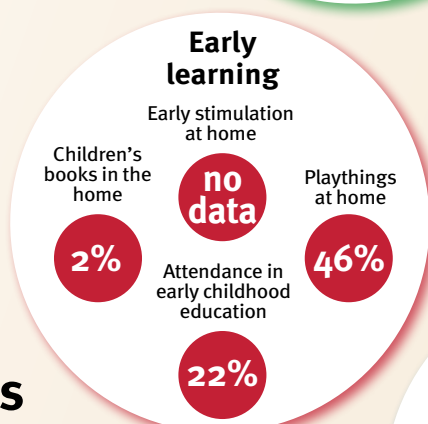 Early
learning
Early stimulation
at home
no
data
Children’s
books in the
home
2%
Playthings
at home
46%
Attendance in
early childhood
education
22%
s